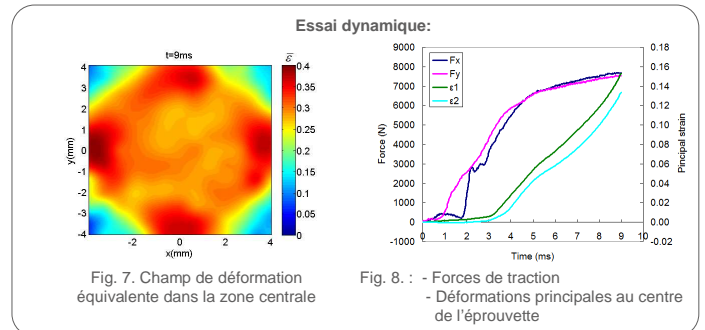 Essai dynamique:
t=9ms
y(mm)
4
3
2
1
0
-1
-2
-3
-4
-2 0 2 4
x(mm)
ε
0.4
0.35
0.3
0.25
0.2
0.15
0.1
0.05
0
Fig. 7. Champ de déformation
équivalente dans la zone centrale
Fx
Fy
ε1
ε2
Force (N)
9000
8000
7000
6000
5000
4000
3000
2000
1000
0
-1000
0 1 2 3 4 5 6 7 8 9 10
Time (ms)
0.18
0.16
0.14
0.12
0.10
0.08
0.06
0.04
0.02
0.00
-0.02
Principal strain
Fig. 8. : - Forces de traction
- Déformations principales au centre
de l'éprouvette